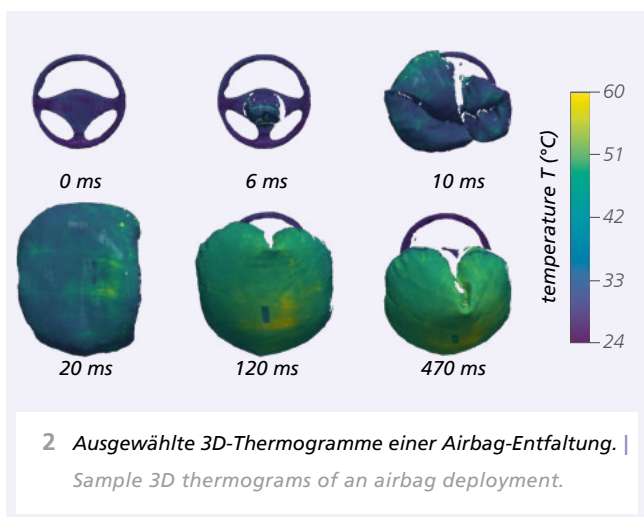 0 ms
6 ms
10 ms
20 ms
120 ms
470 ms
temperature T (°C)
60
51
42
33
24
2 Ausgewählte 3D-Thermogramme einer Airbag-Entfaltung. |
Sample 3D thermograms of an airbag deployment.